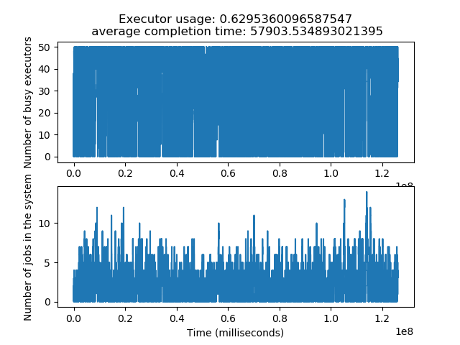 Executor usage: 0.6295360096587547
average completion time: 57903.534893021395
Number of busy executors
50
40
30
20
10
0
0.0 0.2 0.4 0.6 0.8 1.0 1.2
1e8
Number of jobs in the system
10
5
0
0.0 0.2 0.4 0.6 0.8 1.0 1.2
1e8
Time (milliseconds)